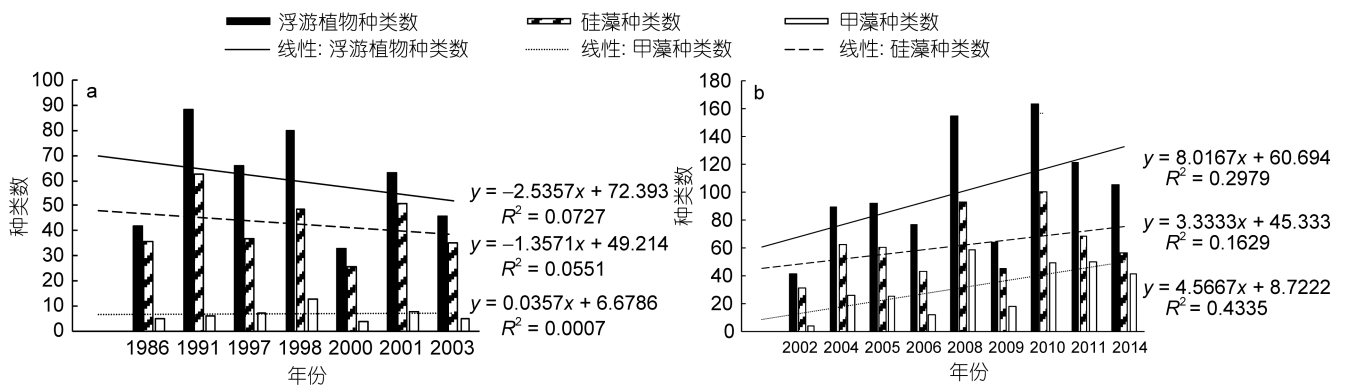 浮游植物种类数 硅藻种类数 甲藻种类数
线性: 浮游植物种类数 线性: 甲藻种类数 线性: 硅藻种类数
a
种类数
100
90
80
70
60
50
40
30
20
10
0
y = −2.5357x + 72.393
R² = 0.0727
y = −1.3571x + 49.214
R² = 0.0551
y = 0.0357x + 6.6786
R² = 0.0007
1986 1991 1997 1998 2000 2001 2003
年份
b
种类数
180
160
140
120
100
80
60
40
20
0
y = 8.0167x + 60.694
R² = 0.2979
y = 3.3333x + 45.333
R² = 0.1629
y = 4.5667x + 8.7222
R² = 0.4335
2002 2004 2005 2006 2008 2009 2010 2011 2014
年份